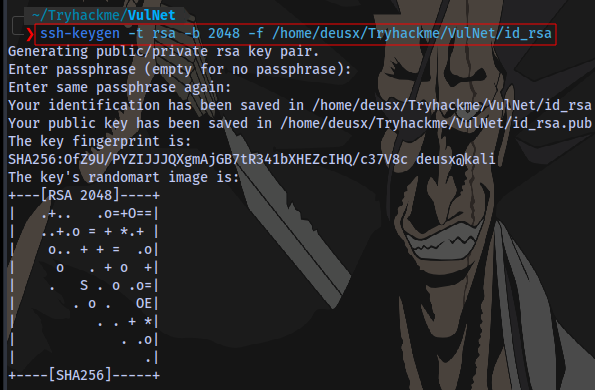 ~/Tryhackme/VulNet
❯ ssh-keygen -t rsa -b 2048 -f /home/deusx/Tryhackme/VulNet/id_rsa
Generating public/private rsa key pair.
Enter passphrase (empty for no passphrase):
Enter same passphrase again:
Your identification has been saved in /home/deusx/Tryhackme/VulNet/id_rsa
Your public key has been saved in /home/deusx/Tryhackme/VulNet/id_rsa.pub
The key fingerprint is:
SHA256:OfZ9U/PYZIJJJQXgmAjGB7tR341bXHEZcIHQ/c37V8c deusx@kali
The key's randomart image is:
+---[RSA 2048]----+
|   .+..   .o=+O==|
|  ..+.o = + *.+ |
|    o.. + + =  .o|
|     o   . + o  +|
|    .   S . o .o=|
|       . o .   OE|
|          . . + *|
|             . .o|
|                .|
+----[SHA256]-----+